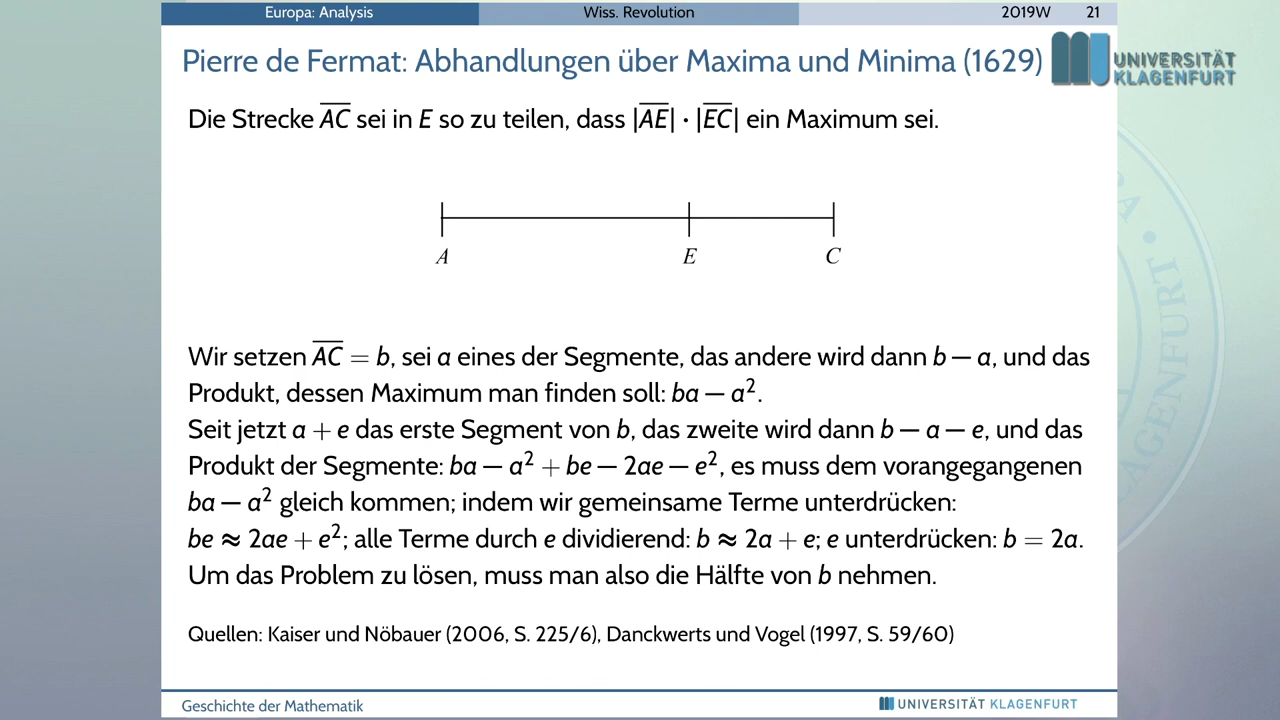 Europa: Analysis Wiss. Revolution 2019W 21
Pierre de Fermat: Abhandlungen über Maxima und Minima (1629)
UNIVERSITÄT
KLAGENFURT
Die Strecke A̅C̅ sei in E so zu teilen, dass |A̅E̅| · |E̅C̅| ein Maximum sei.
A E C
Wir setzen A̅C̅ = b, sei a eines der Segmente, das andere wird dann b — a, und das
Produkt, dessen Maximum man finden soll: ba — a².
Seit jetzt a + e das erste Segment von b, das zweite wird dann b — a — e, und das
Produkt der Segmente: ba — a² + be — 2ae — e², es muss dem vorangegangenen
ba — a² gleich kommen; indem wir gemeinsame Terme unterdrücken:
be ≈ 2ae + e²; alle Terme durch e dividierend: b ≈ 2a + e; e unterdrücken: b = 2a.
Um das Problem zu lösen, muss man also die Hälfte von b nehmen.
Quellen: Kaiser und Nöbauer (2006, S. 225/6), Danckwerts und Vogel (1997, S. 59/60)
Geschichte der Mathematik
UNIVERSITÄT KLAGENFURT